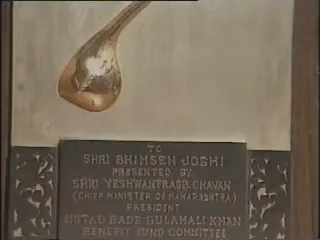 TO
SHRI BHIMSEN JOSHI
PRESENTED BY
SHRI YESHWANTRAOB·CHAVAN
(CHIEF MINISTER OF MAHARASHTRA)
PRESIDENT
USTAD BADE GULAMALI KHAN
BENEFIT FUND COMMITTEE